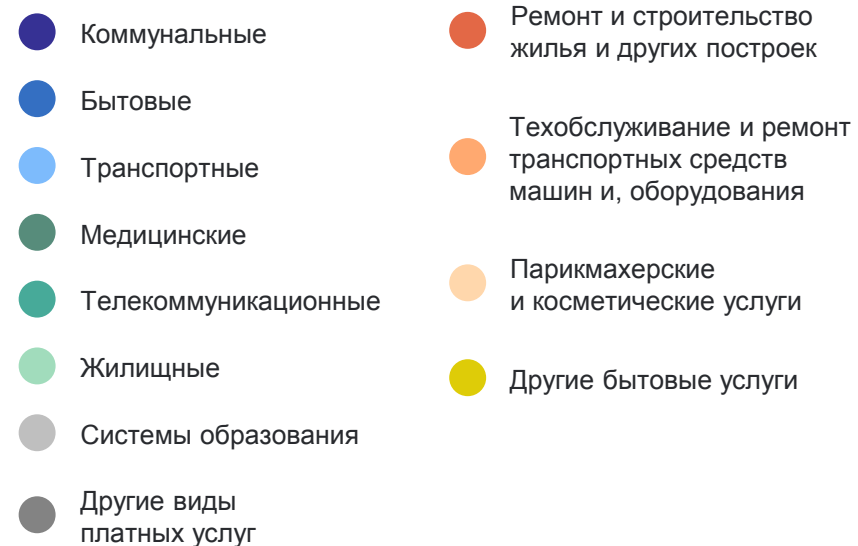 Коммунальные
Бытовые
Транспортные
Медицинские
Телекоммуникационные
Жилищные
Системы образования
Другие виды
платных услуг
Ремонт и строительство
жилья и других построек
Техобслуживание и ремонт
транспортных средств
машин и, оборудования
Парикмахерские
и косметические услуги
Другие бытовые услуги